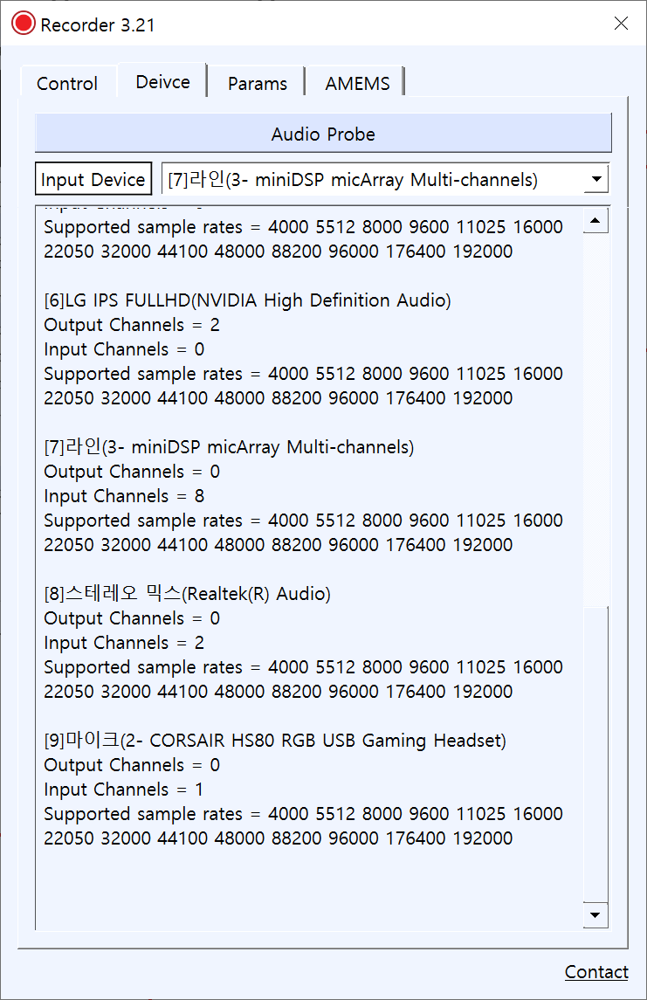 Recorder 3.21
Control
Deivce
Params
AMEMS
Audio Probe
Input Device
[7]라인(3- miniDSP micArray Multi-channels)
Supported sample rates = 4000 5512 8000 9600 11025 16000
22050 32000 44100 48000 88200 96000 176400 192000
[6]LG IPS FULLHD(NVIDIA High Definition Audio)
Output Channels = 2
Input Channels = 0
Supported sample rates = 4000 5512 8000 9600 11025 16000
22050 32000 44100 48000 88200 96000 176400 192000
[7]라인(3- miniDSP micArray Multi-channels)
Output Channels = 0
Input Channels = 8
Supported sample rates = 4000 5512 8000 9600 11025 16000
22050 32000 44100 48000 88200 96000 176400 192000
[8]스테레오 믹스(Realtek(R) Audio)
Output Channels = 0
Input Channels = 2
Supported sample rates = 4000 5512 8000 9600 11025 16000
22050 32000 44100 48000 88200 96000 176400 192000
[9]마이크(2- CORSAIR HS80 RGB USB Gaming Headset)
Output Channels = 0
Input Channels = 1
Supported sample rates = 4000 5512 8000 9600 11025 16000
22050 32000 44100 48000 88200 96000 176400 192000
Contact